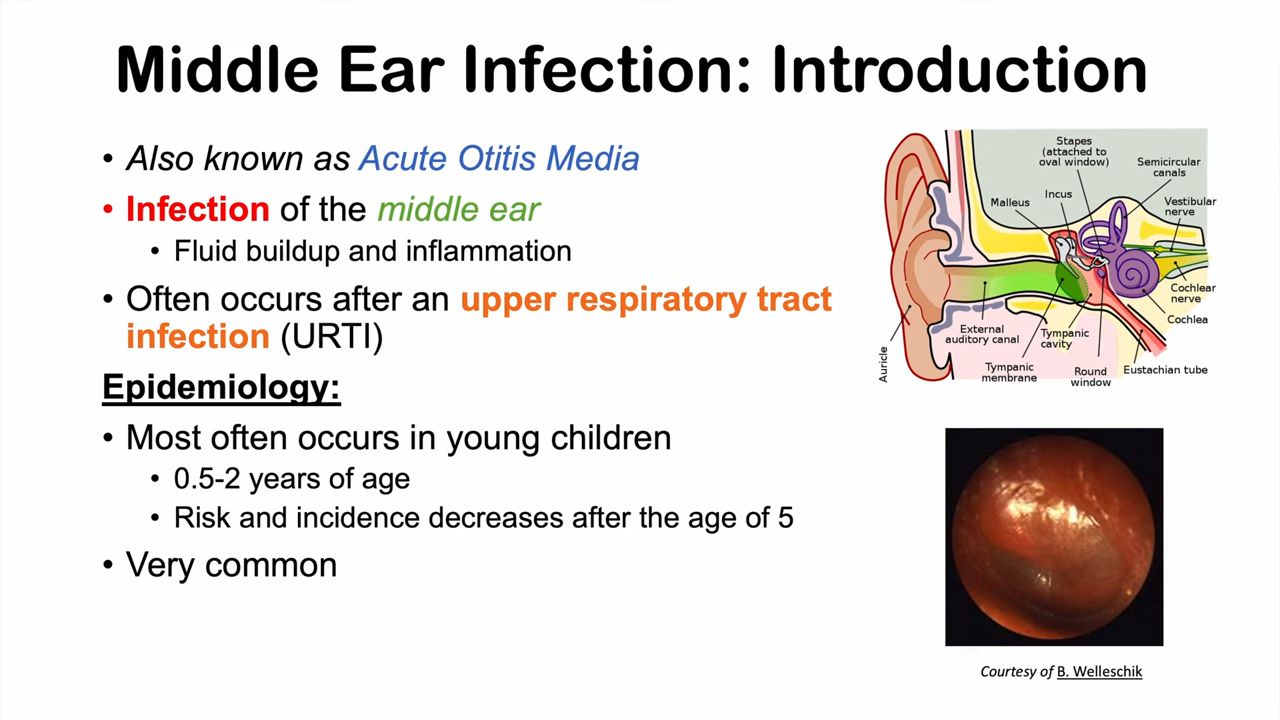 Middle Ear Infection: Introduction
• Also known as Acute Otitis Media
• Infection of the middle ear
• Fluid buildup and inflammation
• Often occurs after an upper respiratory tract
infection (URTI)
Epidemiology:
• Most often occurs in young children
• 0.5-2 years of age
• Risk and incidence decreases after the age of 5
• Very common
Stapes
(attached to
oval window)
Semicircular
canals
Incus
Malleus
Vestibular
nerve
Cochlear
nerve
Cochlea
External
auditory canal
Tympanic
cavity
Auricle
Tympanic
membrane
Round
window
Eustachian tube
Courtesy of B. Welleschik